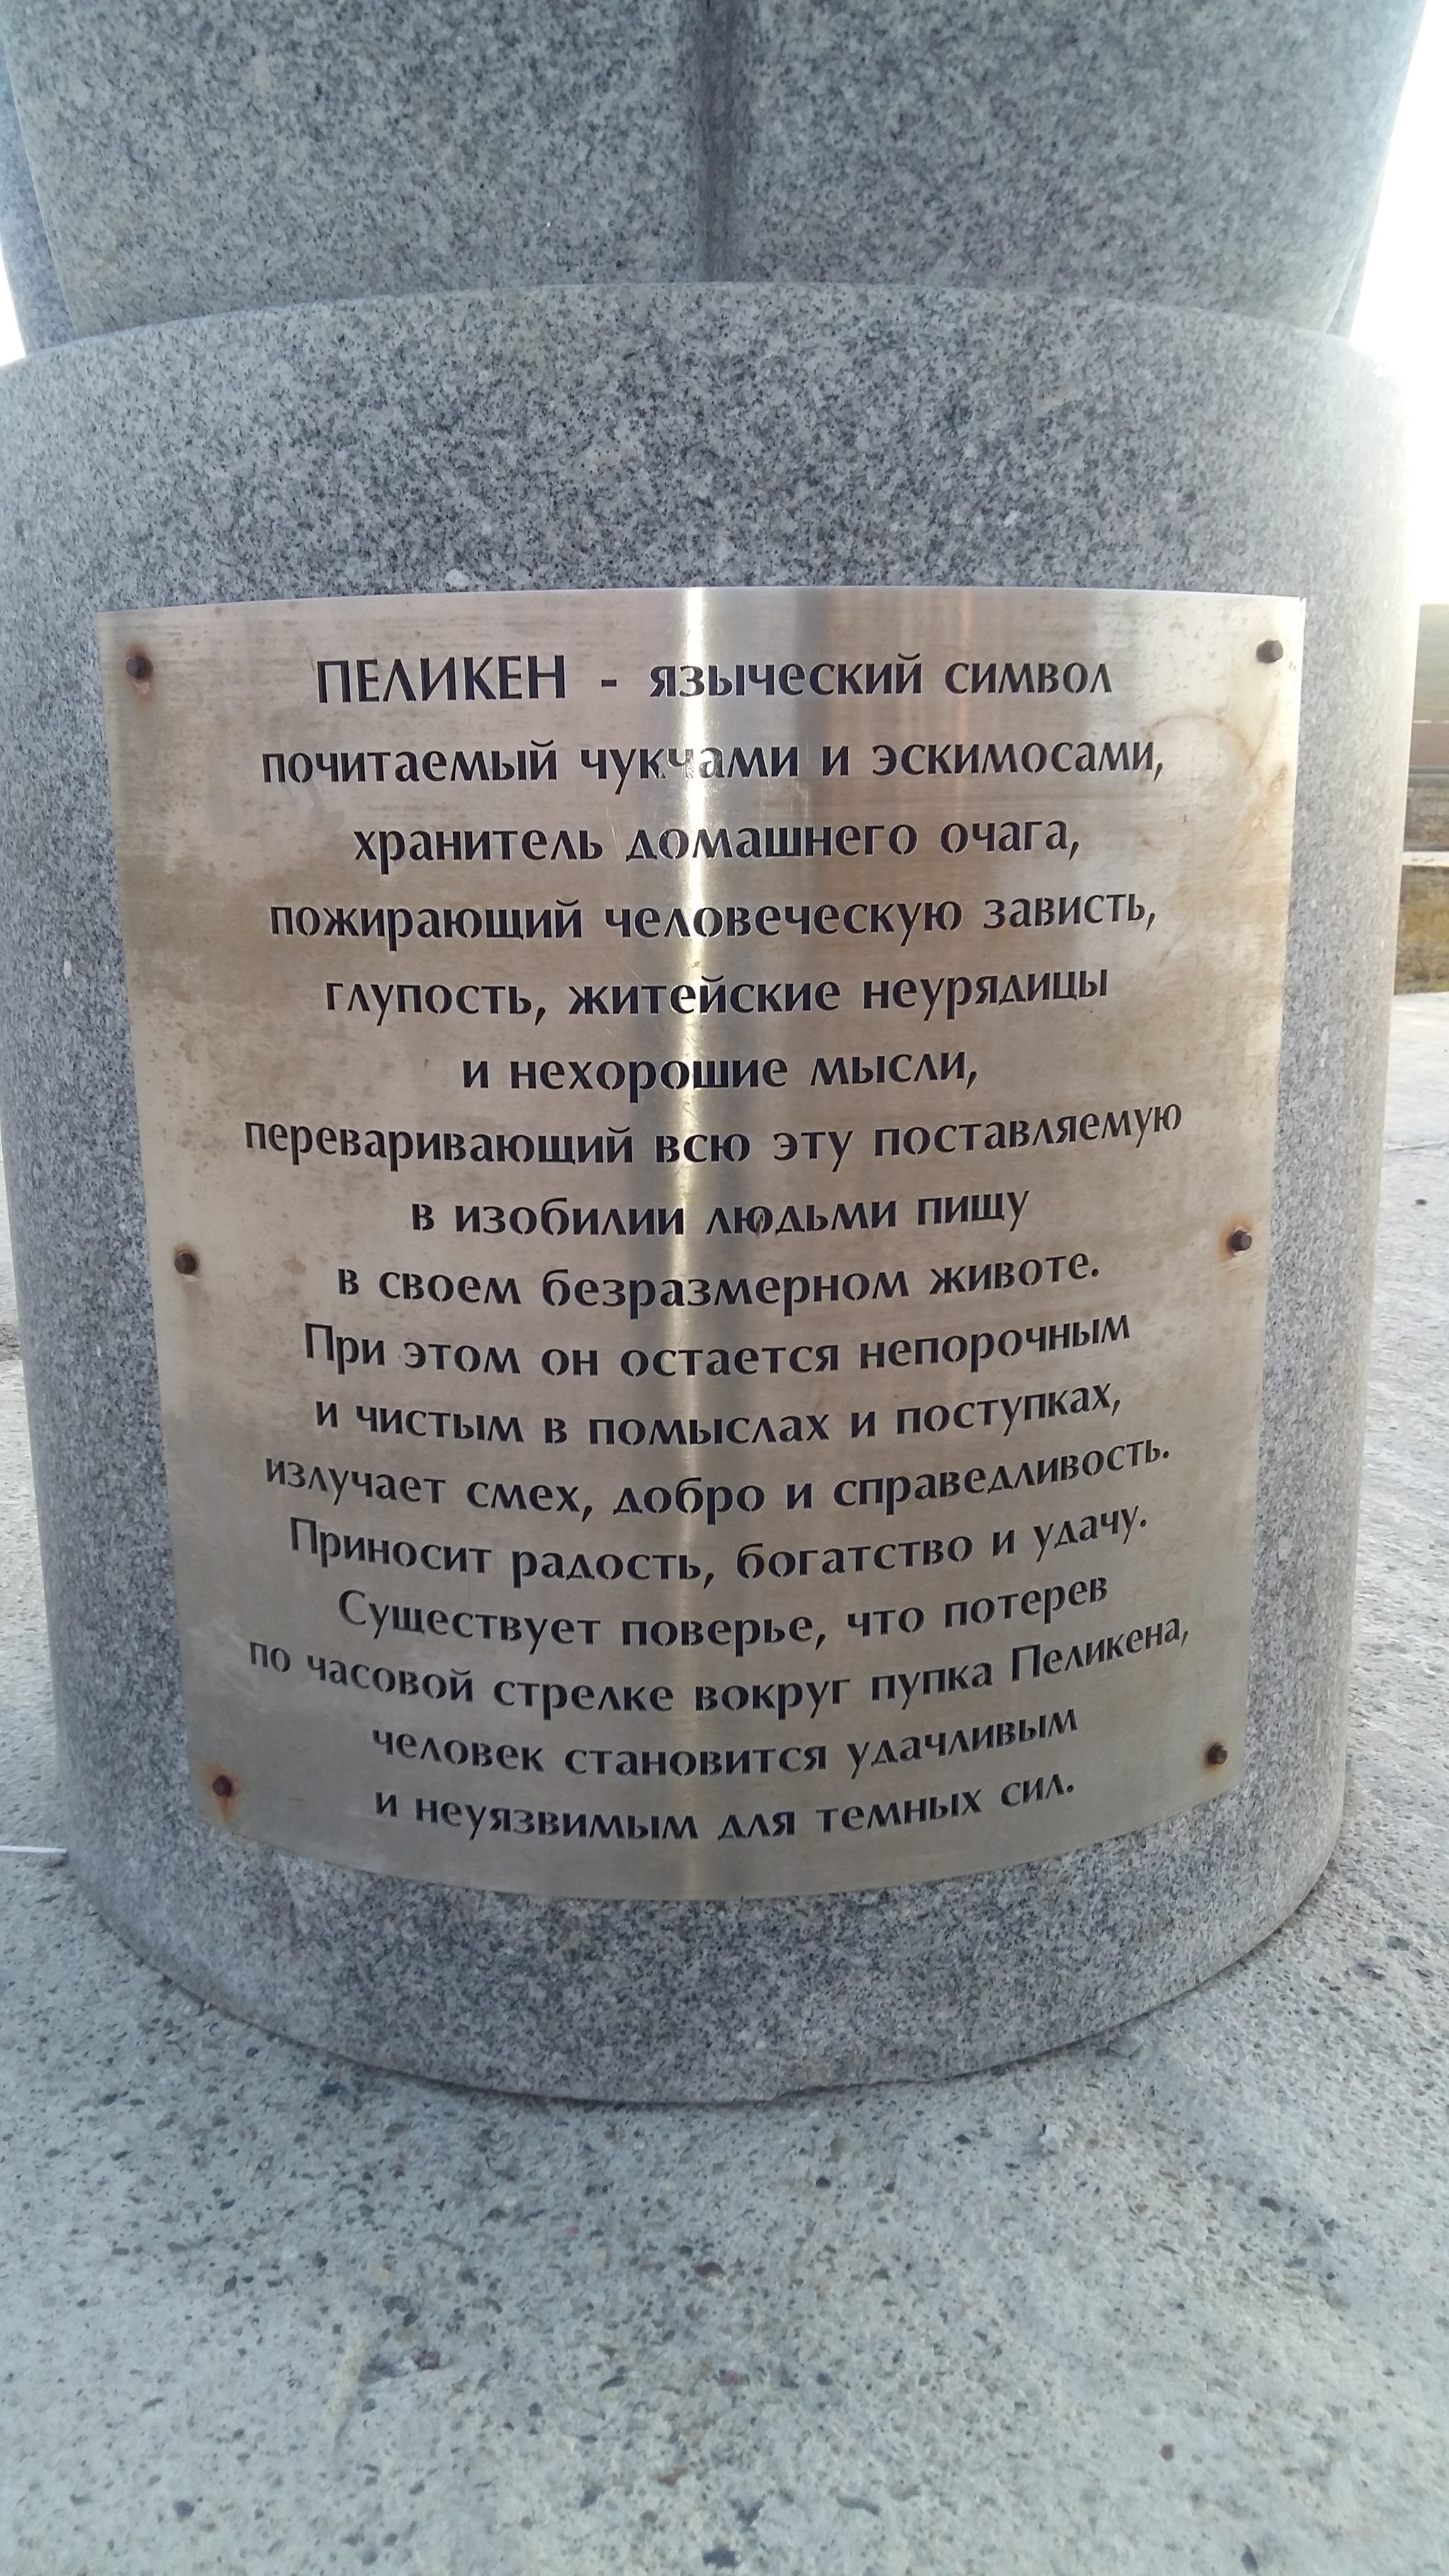 ПЕЛИКЕН - языческий символ
почитаемый чукчами и эскимосами,
хранитель домашнего очага,
пожирающий человеческую зависть,
глупость, житейские неурядицы
и нехорошие мысли,
переваривающий всю эту поставляемую
в изобилии людьми пищу
в своем безразмерном животе.
При этом он остается непорочным
и чистым в помыслах и поступках,
излучает смех, добро и справедливость.
Приносит радость, богатство и удачу.
Существует поверье, что потерев
по часовой стрелке вокруг пупка Пеликена,
человек становится удачливым
и неуязвимым для темных сил.